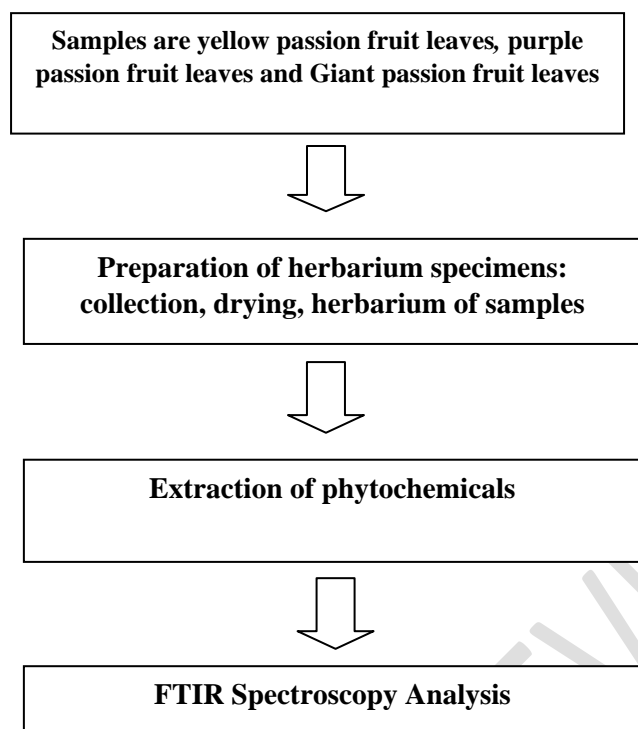 Samples are yellow passion fruit leaves, purple
passion fruit leaves and Giant passion fruit leaves
Preparation of herbarium specimens:
collection, drying, herbarium of samples
Extraction of phytochemicals
FTIR Spectroscopy Analysis